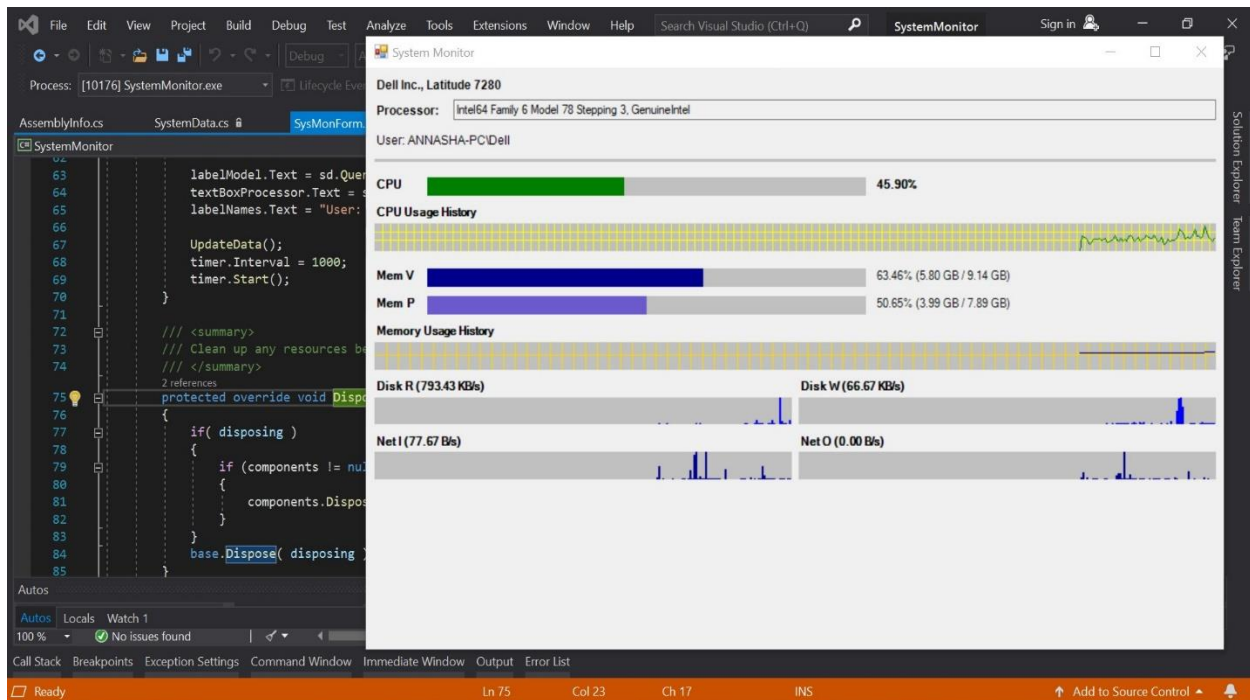 File Edit View Project Build Debug Test Analyze Tools Extensions Window Help Search Visual Studio (Ctrl+Q) SystemMonitor Sign in
Debug
Process: [10176] SystemMonitor.exe Lifecycle Eve
AssemblyInfo.cs SystemData.cs SysMonForm.
SystemMonitor
62
63 labelModel.Text = sd.Quer
64 textBoxProcessor.Text = s
65 labelNames.Text = "User:
66
67 UpdateData();
68 timer.Interval = 1000;
69 timer.Start();
70 }
71
72 /// <summary>
73 /// Clean up any resources be
74 /// </summary>
2 references
75 protected override void Dispo
76 {
77 if( disposing )
78 {
79 if (components != nul
80 {
81 components.Dispos
82 }
83 }
84 base.Dispose( disposing )
85 }
Autos
Autos Locals Watch 1
100 % No issues found
Call Stack Breakpoints Exception Settings Command Window Immediate Window Output Error List
Ready Ln 75 Col 23 Ch 17 INS Add to Source Control
System Monitor
Dell Inc., Latitude 7280
Processor: Intel64 Family 6 Model 78 Stepping 3, GenuineIntel
User: ANNASHA-PC\Dell
CPU 45.90%
CPU Usage History
Mem V 63.46% (5.80 GB / 9.14 GB)
Mem P 50.65% (3.99 GB / 7.89 GB)
Memory Usage History
Disk R (793.43 KB/s) Disk W (66.67 KB/s)
Net I (77.67 B/s) Net O (0.00 B/s)
Solution Explorer
Team Explorer